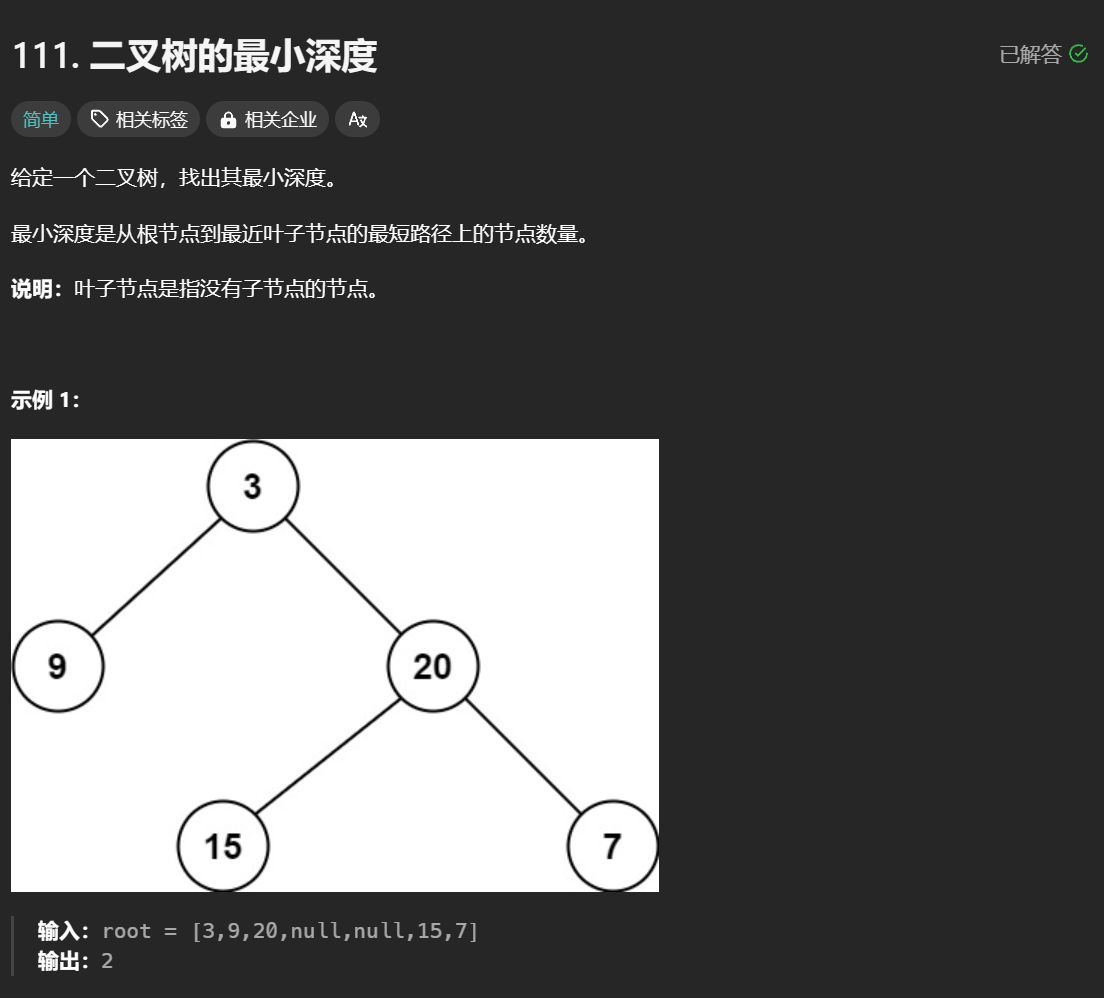 111. 二叉树的最小深度
已解答
简单 相关标签 相关企业 A文
给定一个二叉树，找出其最小深度。
最小深度是从根节点到最近叶子节点的最短路径上的节点数量。
说明：叶子节点是指没有子节点的节点。
示例 1：
3
9 20
15 7
输入：root = [3,9,20,null,null,15,7]
输出：2